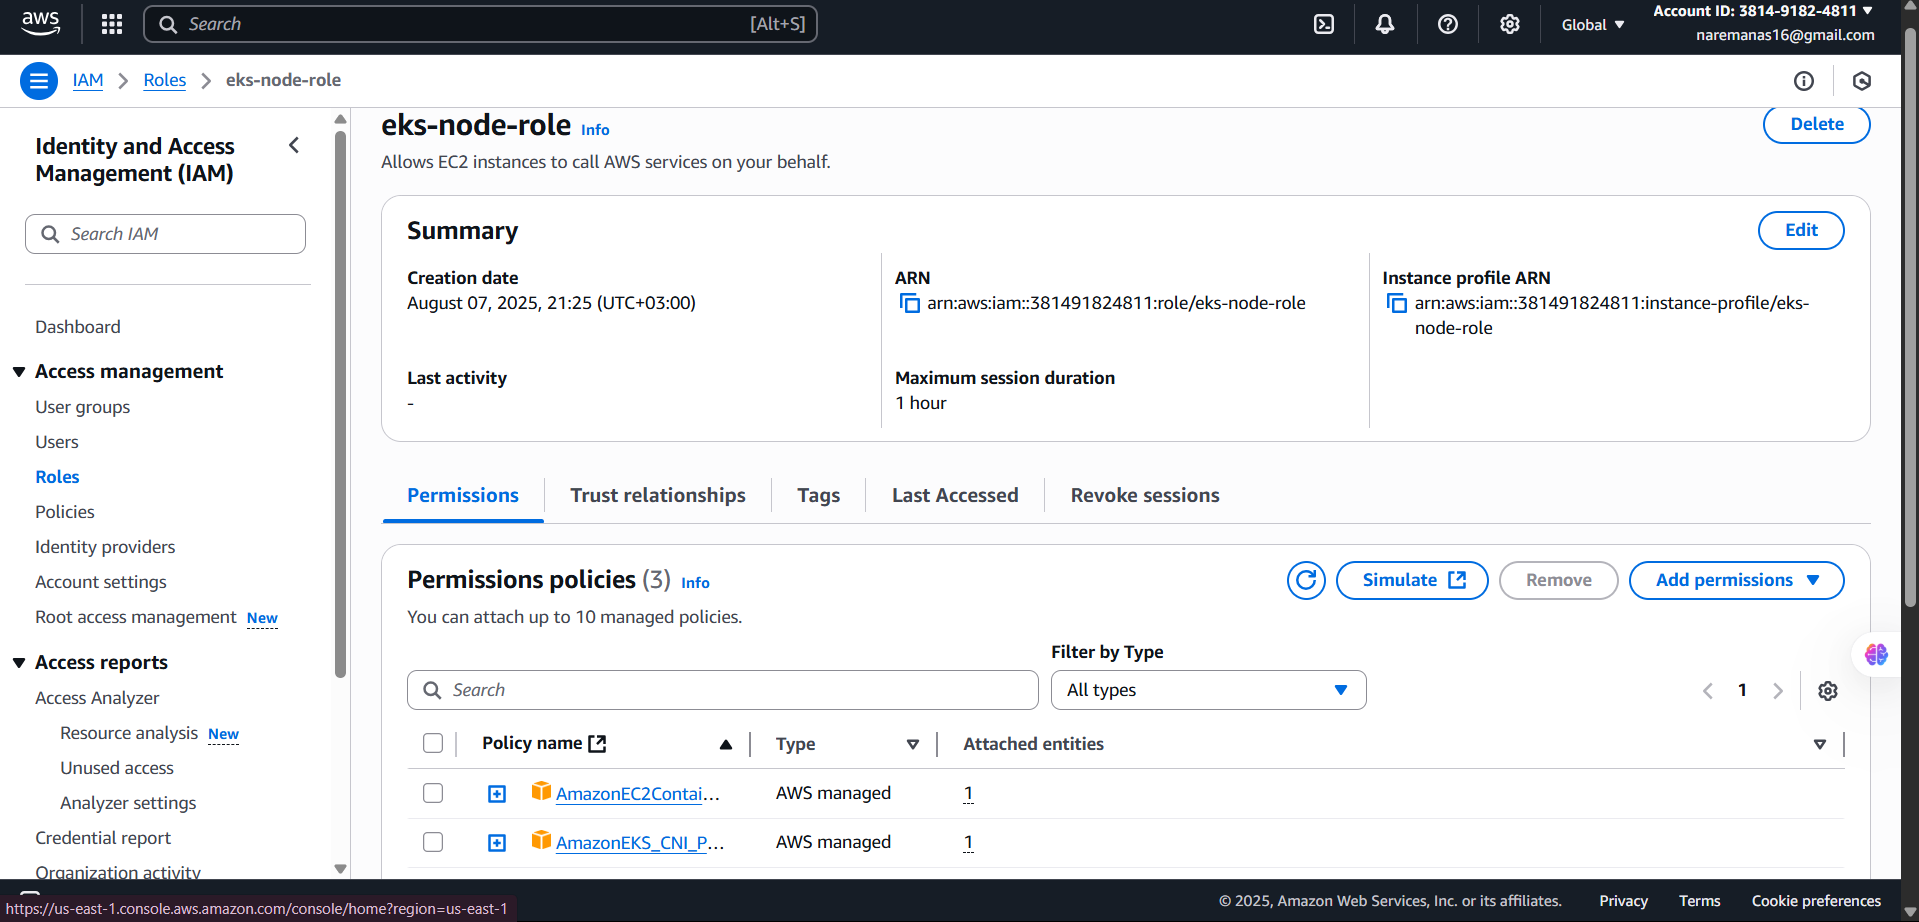 aws
Search
[Alt+S]
Global
Account ID: 3814-9182-4811
naremanas16@gmail.com
IAM
Roles
eks-node-role
Identity and Access
Management (IAM)
Search IAM
Dashboard
Access management
User groups
Users
Roles
Policies
Identity providers
Account settings
Root access management New
Access reports
Access Analyzer
Resource analysis New
Unused access
Analyzer settings
Credential report
Organization activity
eks-node-role Info
Delete
Allows EC2 instances to call AWS services on your behalf.
Summary
Edit
Creation date
August 07, 2025, 21:25 (UTC+03:00)
ARN
arn:aws:iam::381491824811:role/eks-node-role
Instance profile ARN
arn:aws:iam::381491824811:instance-profile/eks-
node-role
Last activity
-
Maximum session duration
1 hour
Permissions
Trust relationships
Tags
Last Accessed
Revoke sessions
Permissions policies (3) Info
Simulate
Remove
Add permissions
You can attach up to 10 managed policies.
Filter by Type
Search
All types
1
Policy name
Type
Attached entities
AmazonEC2Contai...
AWS managed
1
AmazonEKS_CNI_P...
AWS managed
1
https://us-east-1.console.aws.amazon.com/console/home?region=us-east-1
© 2025, Amazon Web Services, Inc. or its affiliates.
Privacy
Terms
Cookie preferences